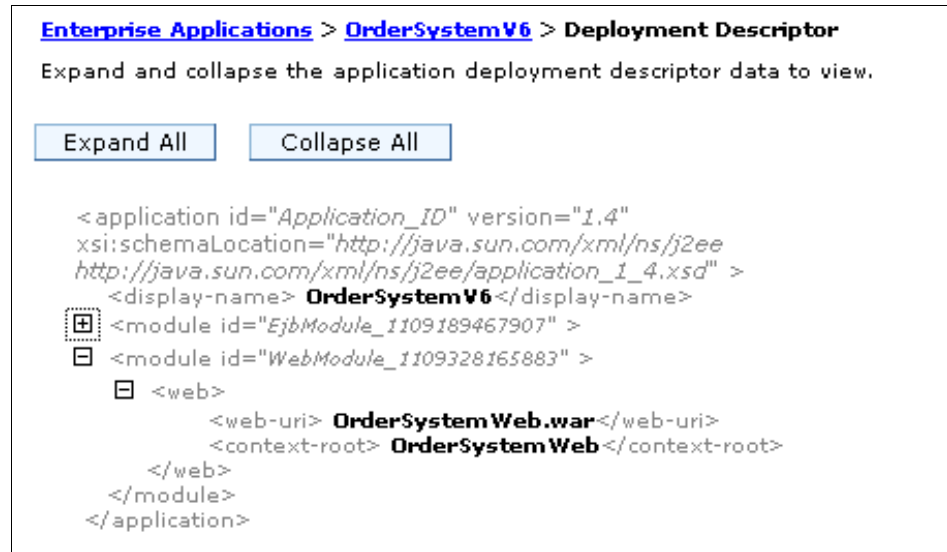 Enterprise Applications > OrderSystemV6 > Deployment Descriptor
Expand and collapse the application deployment descriptor data to view.
Expand All Collapse All
<application id="Application_ID" version="1.4"
xsi:schemaLocation="http://java.sun.com/xml/ns/j2ee
http://java.sun.com/xml/ns/j2ee/application_1_4.xsd" >
<display-name> OrderSystemV6</display-name>
<module id="EjbModule_1109189467907" >
<module id="WebModule_1109328165883" >
<web>
<web-uri> OrderSystemWeb.war</web-uri>
<context-root> OrderSystemWeb</context-root>
</web>
</module>
</application>